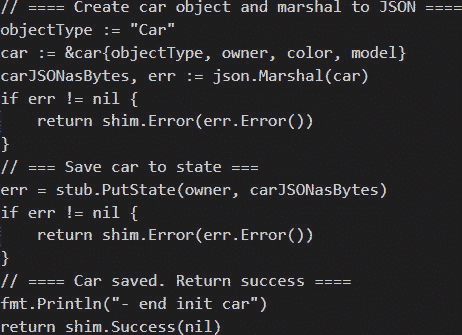 // ==== Create car object and marshal to JSON ====
objectType := "Car"
car := &car{objectType, owner, color, model}
carJSONasBytes, err := json.Marshal(car)
if err != nil {
    return shim.Error(err.Error())
}
// === Save car to state ===
err = stub.PutState(owner, carJSONasBytes)
if err != nil {
    return shim.Error(err.Error())
}
// ==== Car saved. Return success ====
fmt.Println("- end init car")
return shim.Success(nil)